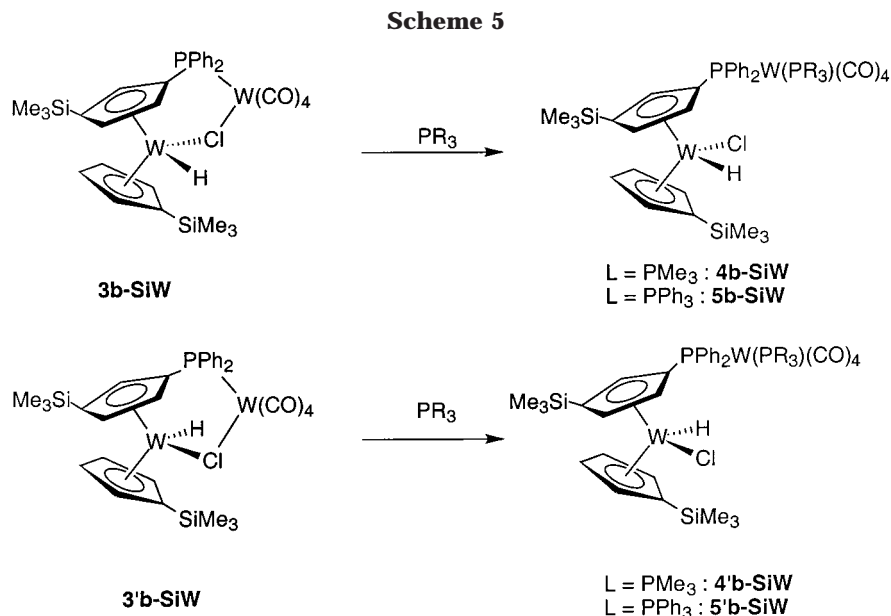 Scheme 5
PPh2
W(CO)4
Me3Si
Cl
W
H
SiMe3
3b-SiW
PR3
PPh2W(PR3)(CO)4
Me3Si
Cl
W
H
SiMe3
L = PMe3 : 4b-SiW
L = PPh3 : 5b-SiW
PPh2
W(CO)4
Me3Si
H
W
Cl
SiMe3
3'b-SiW
PR3
PPh2W(PR3)(CO)4
Me3Si
H
W
Cl
SiMe3
L = PMe3 : 4'b-SiW
L = PPh3 : 5'b-SiW